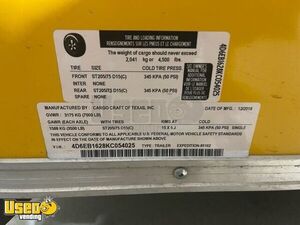 TIRE AND LOADING INFORMATION
RENSEIGNEMENTS SUR LES PNEUS ET LE CHARGEMENT
The weight of cargo should never exceed
2,041 kg or 4,500 lbs.
TIRE SIZE COLD TIRE PRESS
FRONT ST205/75 D15(C) 345 KPA (50 PSI)
REAR ST205/75 D15(C) 345 KPA (50 PSI)
SPARE NONE NONE
4D6EB1628KC054025
MANUFACTURED BY: CARGO CRAFT OF TEXAS, INC DATE OF MFR: 12/2018
GVWR 3175 KG (7000 LB)
GAWR (EACH AXLE) TIRES RIMS COLD
1588 KG (3500 LB) ST205/75 D15(C) 15 X 345 KPA (50 PSI) SINGLE
THIS VEHICLE CONFORMS TO ALL APPLICABLE U.S. FEDERAL MOTOR VEHICLE SAFETY STANDARDS
IN EFFECT ON THE DATE OF MANUFACTURE SHOWN ABOVE
4D6EB1628KC054025 TYPE: TRAILER
Used Vending